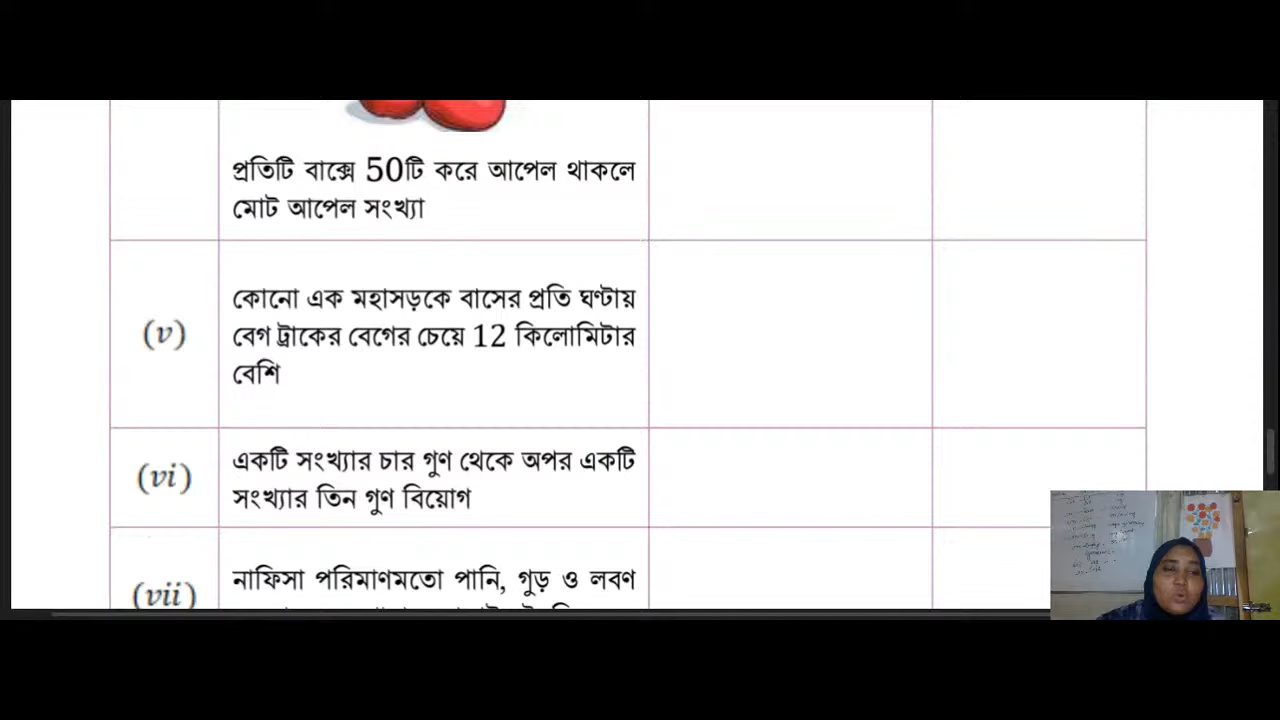 প্রতিটি বাক্সে 50টি করে আপেল থাকলে
মোট আপেল সংখ্যা
(v)
কোনো এক মহাসড়কে বাসের প্রতি ঘণ্টায়
বেগ ট্রাকের বেগের চেয়ে 12 কিলোমিটার
বেশি
(vi)
একটি সংখ্যার চার গুণ থেকে অপর একটি
সংখ্যার তিন গুণ বিয়োগ
(vii)
নাফিসা পরিমাণমতো পানি, গুড় ও লবণ